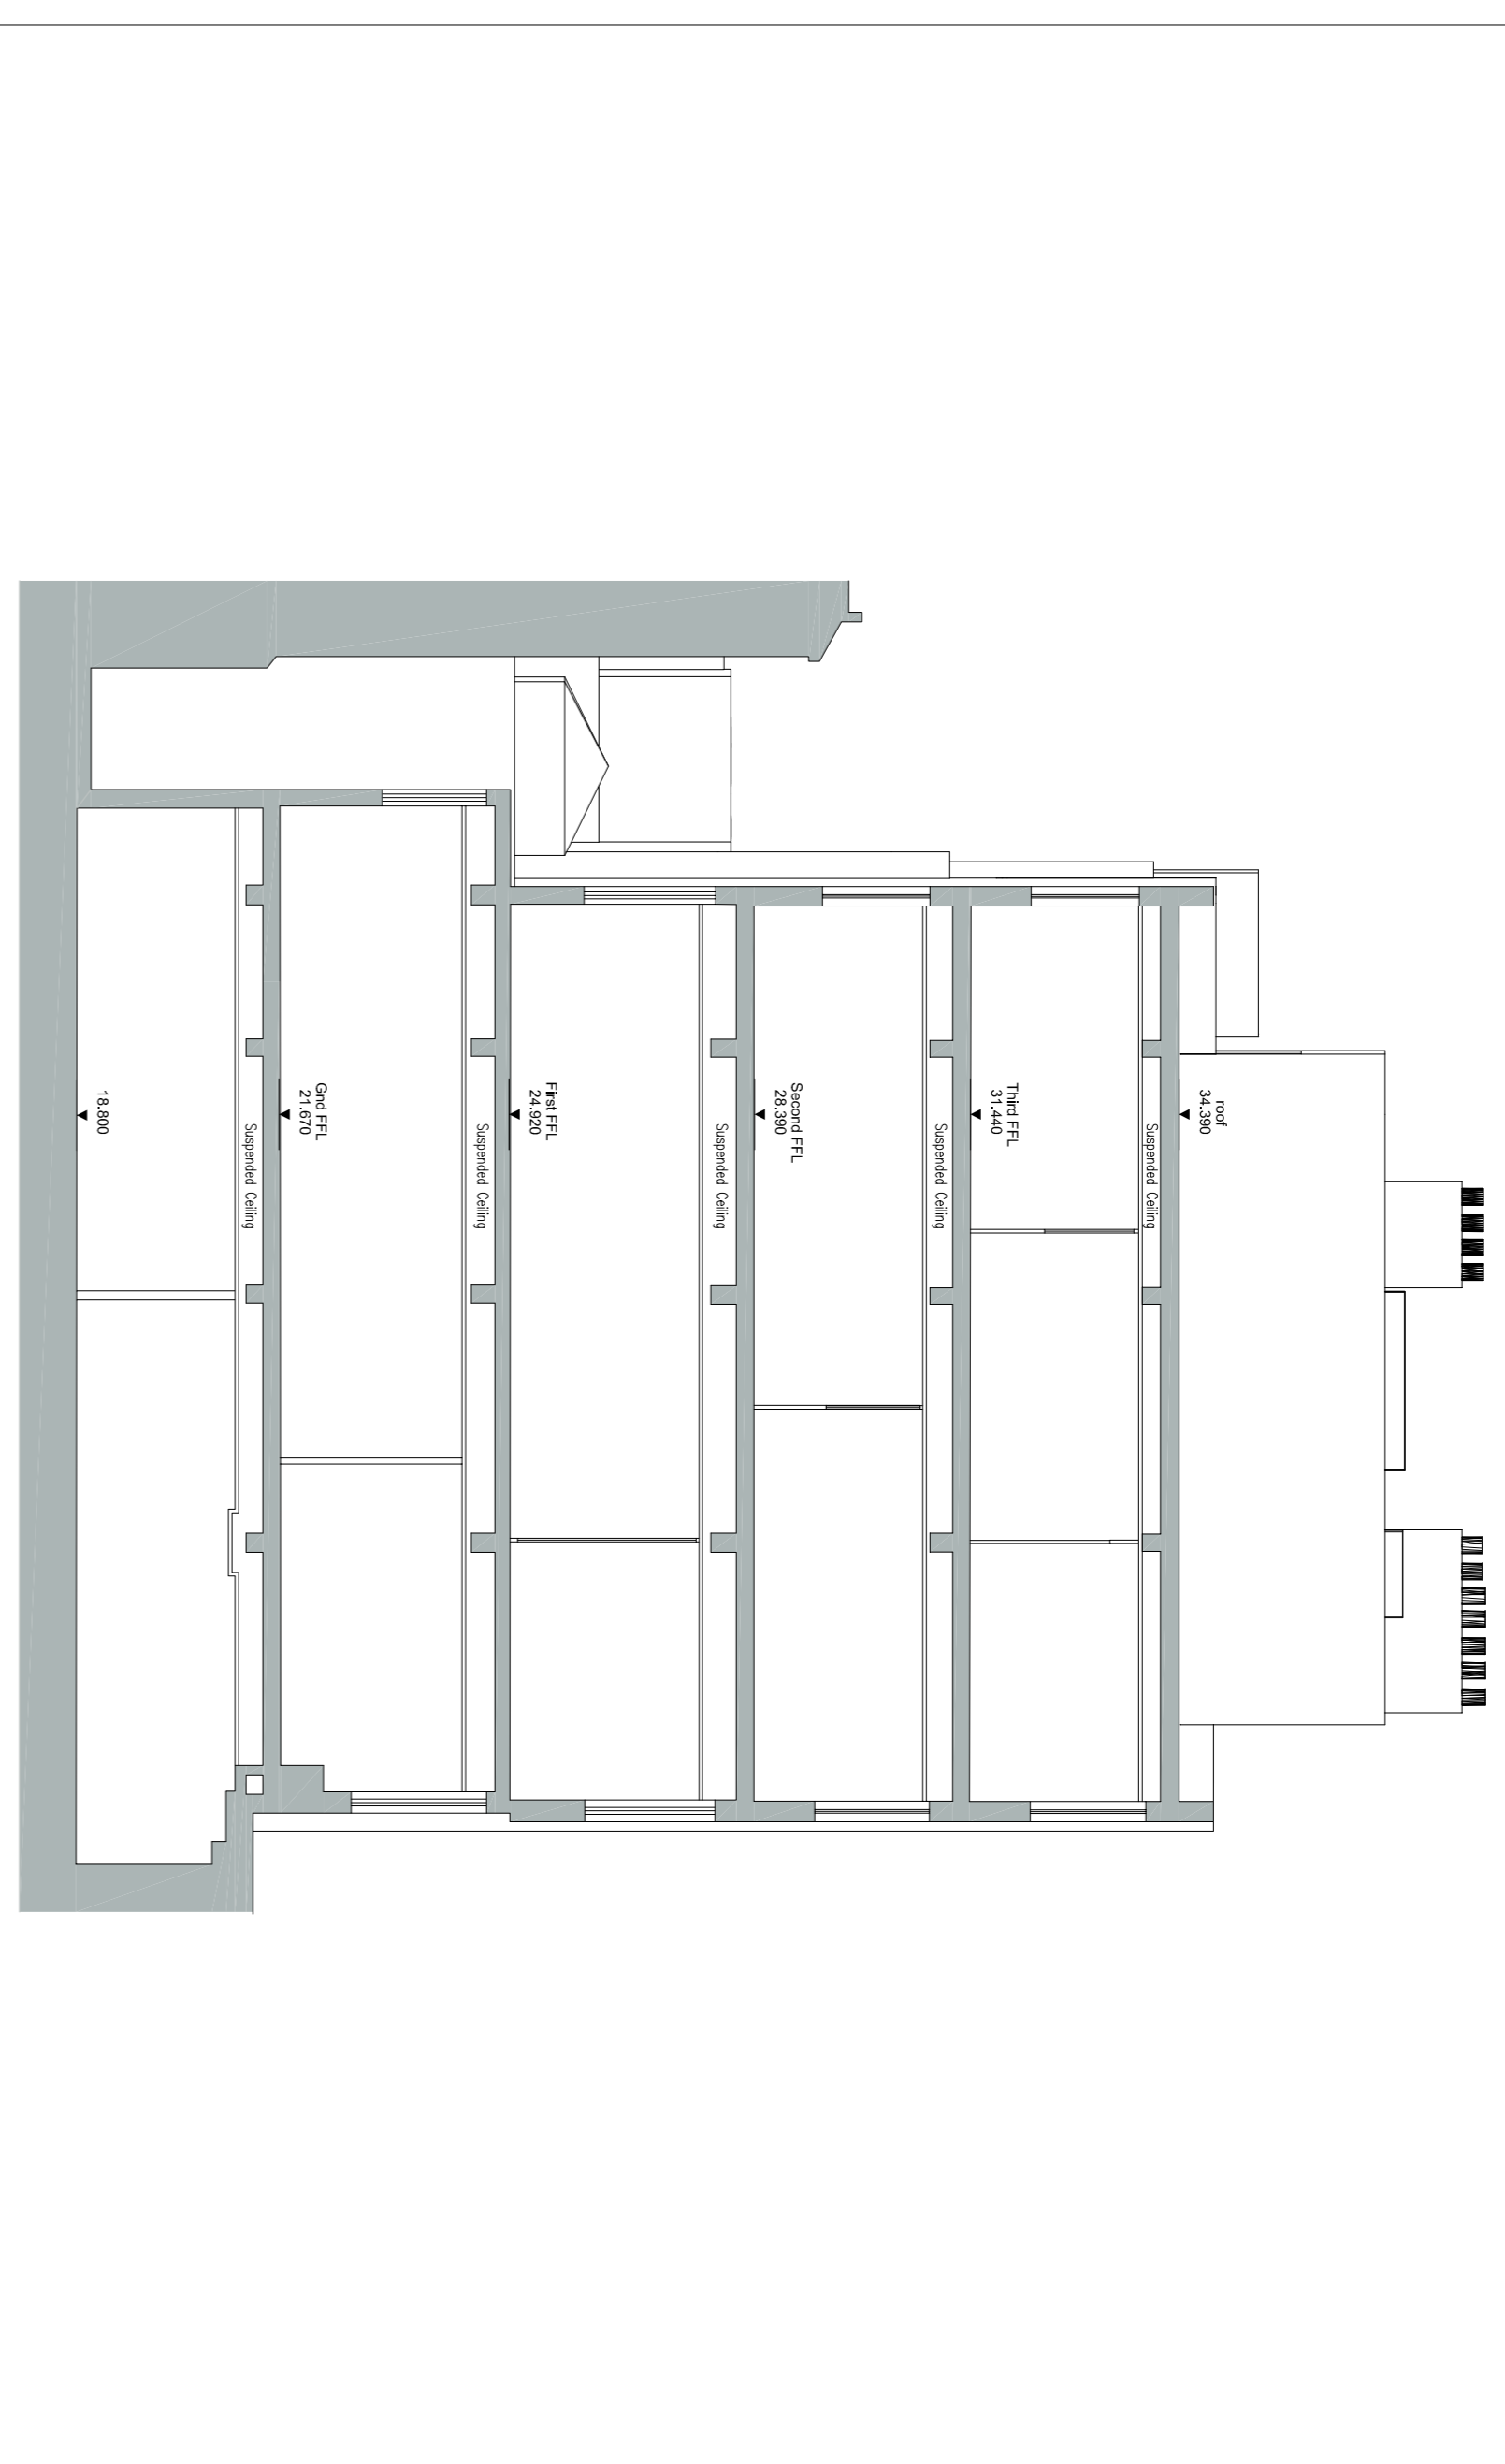 roof
34.390
Suspended Ceiling
Third FFL
31.440
Suspended Ceiling
Second FFL
28.390
Suspended Ceiling
First FFL
24.920
Suspended Ceiling
Gnd FFL
21.670
Suspended Ceiling
18.800